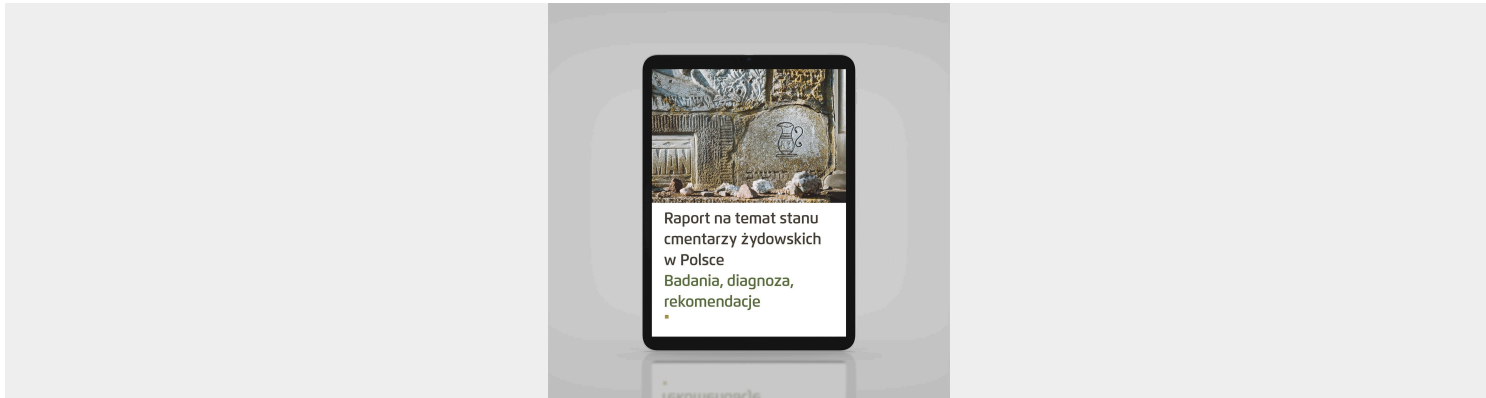 Raport na temat stanu
cmentarzy żydowskich
w Polsce
Badania, diagnoza,
rekomendacje